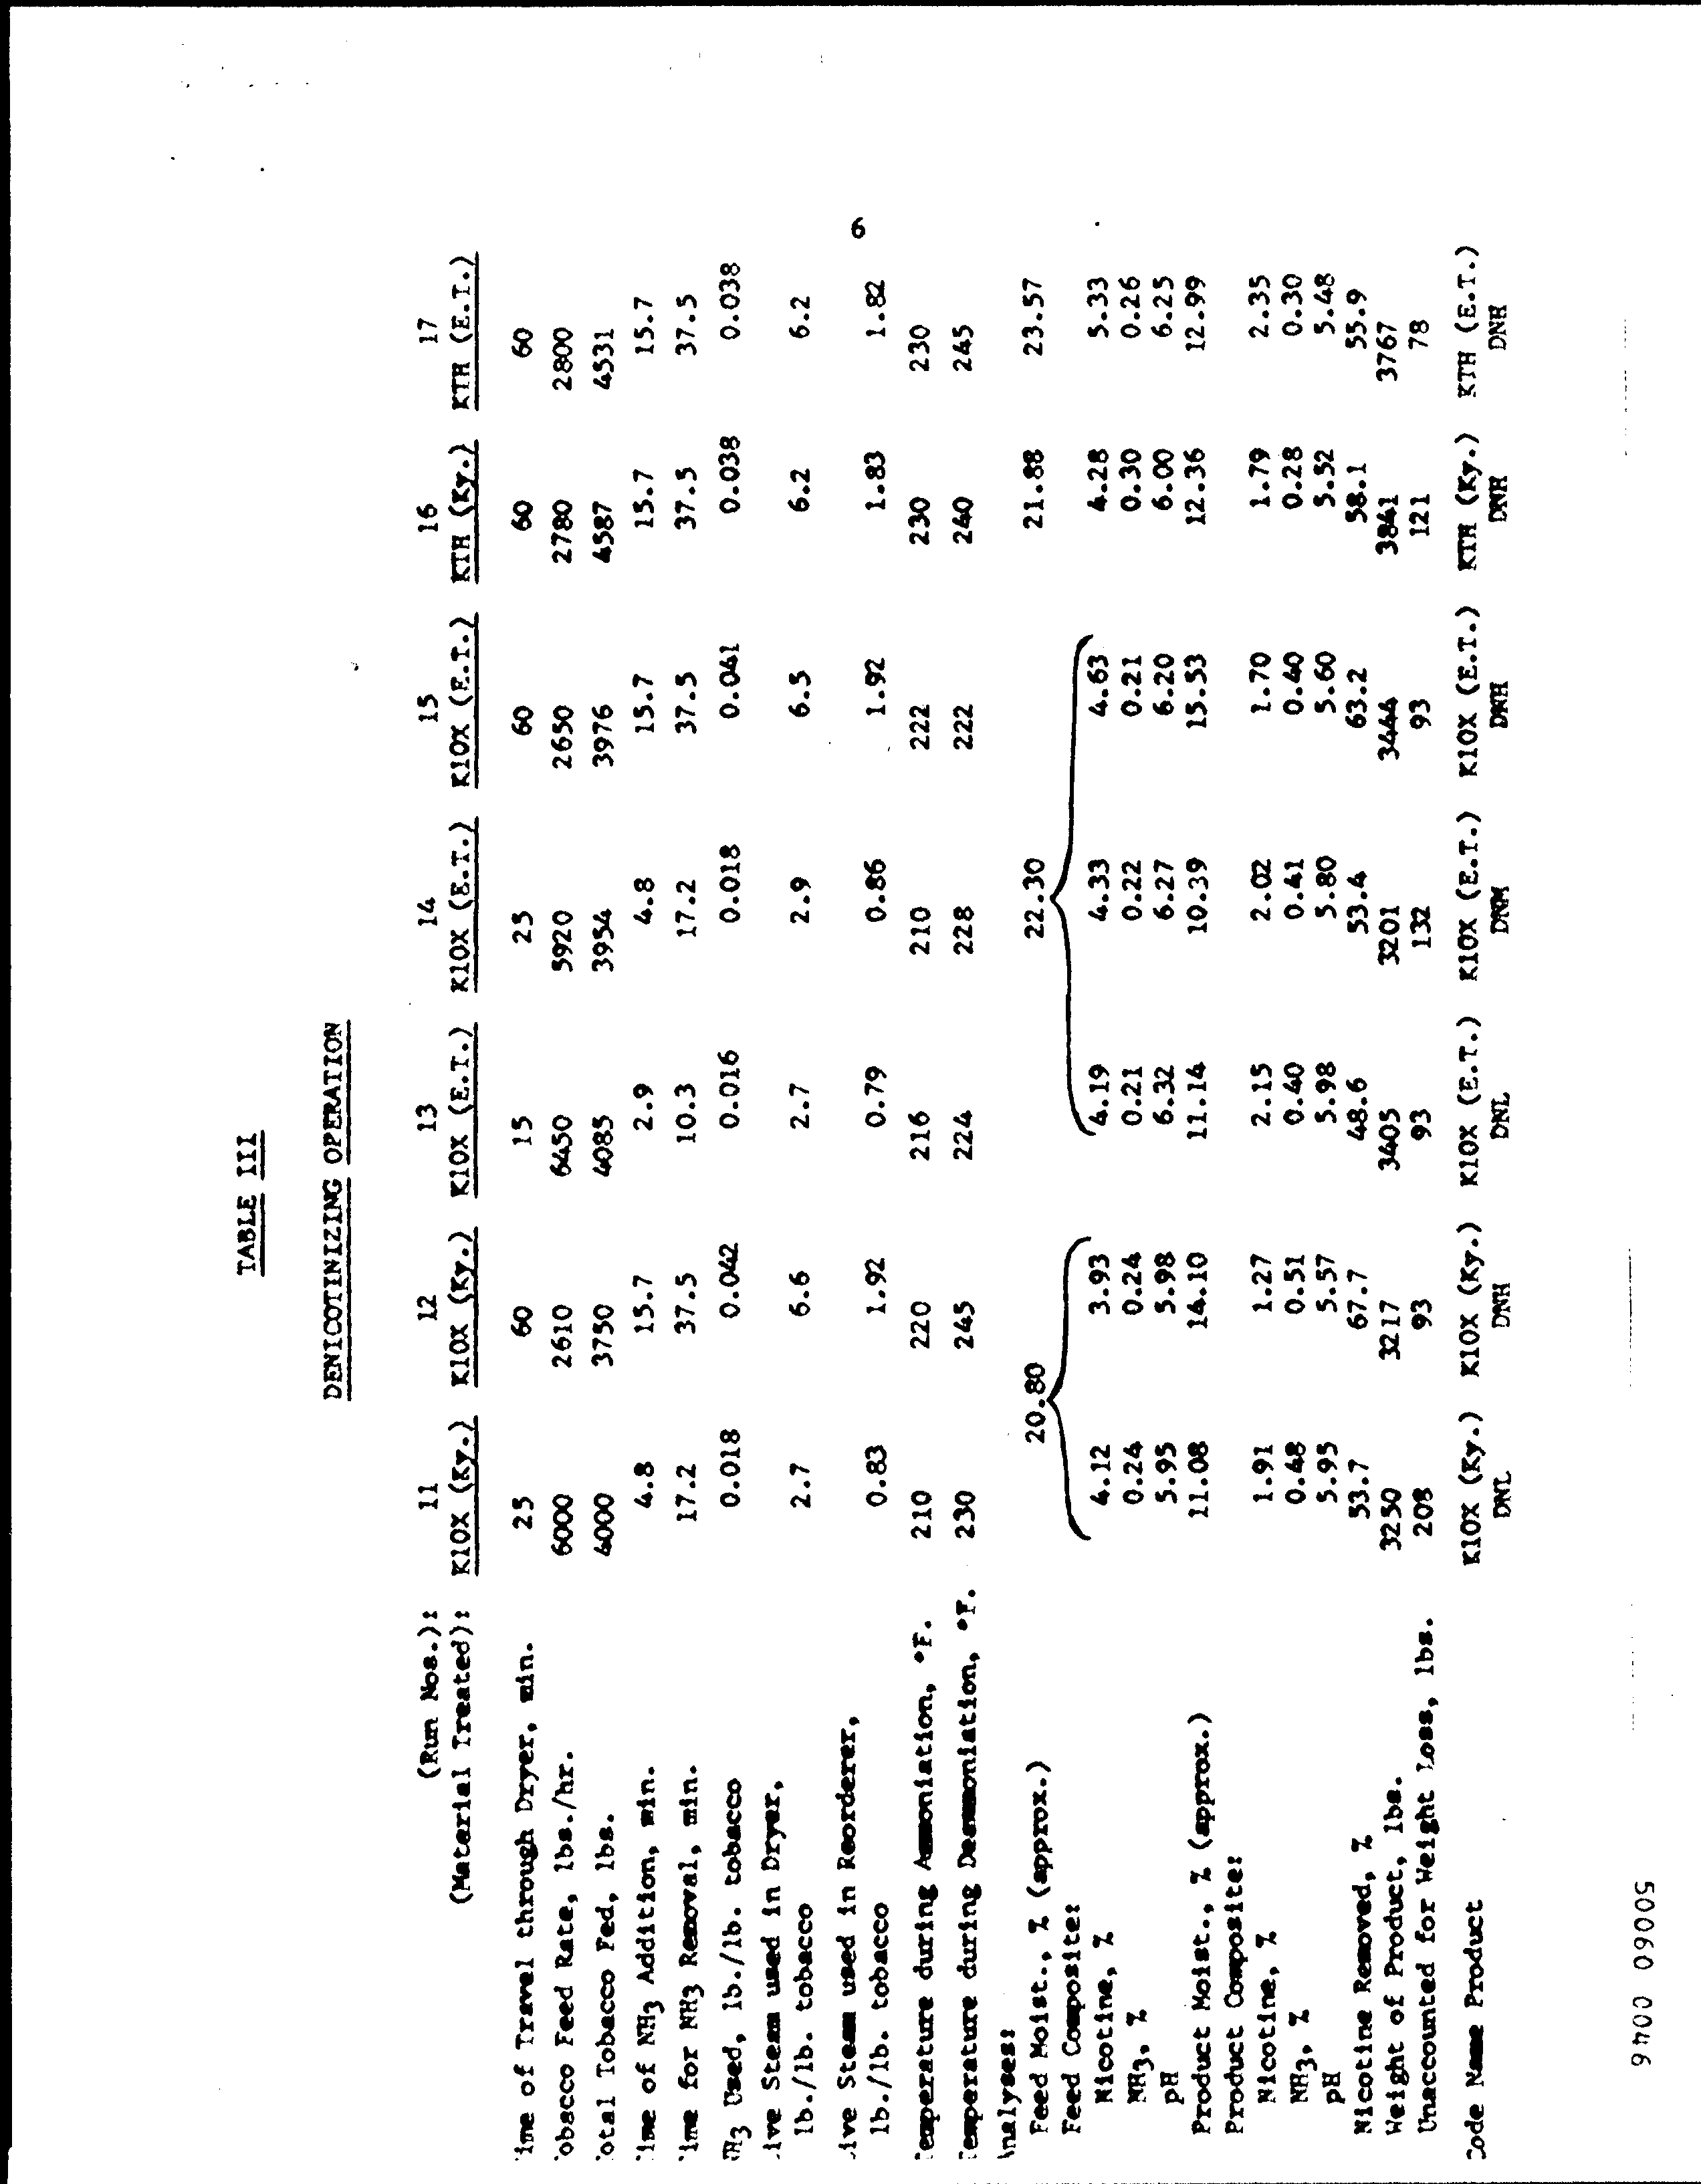 TABLE III
DENICOTINIZING OPERATION
(Run Nos.): 11 12 13 14 15 16 17
(Material Treated): K10X (Ky.) K10X (Ky.) K10X (E.T.) K10X (E.T.) K10X (E.T.) KTH (Ky.) KTH (E.T.)
ime of Travel through Dryer, min. 25 60 15 25 60 60 60
obacco Feed Rate, lbs./hr. 6000 2610 6450 5920 2650 2780 2800
otal Tobacco Fed, lbs. 4000 3750 4085 3954 3976 4587 4531
ime of NH3 Addition, min. 4.8 15.7 2.9 4.8 15.7 15.7 15.7
ime for NH3 Removal, min. 17.2 37.5 10.3 17.2 37.5 37.5 37.5
H3 Used, lb./lb. tobacco 0.018 0.042 0.016 0.018 0.041 0.038 0.038
ive Steam used in Dryer,
lb./lb. tobacco 2.7 6.6 2.7 2.9 6.5 6.2 6.2
ive Steam used in Reorderer,
lb./lb. tobacco 0.83 1.92 0.79 0.86 1.92 1.83 1.82
9
emperature during Ammoniation, °F. 210 220 216 210 222 230 230
emperature during Deammoniation, °F. 230 245 224 228 222 240 245
nalyses:
Feed Moist., % (approx.) 20.80 22.30 21.88 23.57
Feed Composite:
Nicotine, % 4.12 3.93 4.19 4.33 4.63 4.28 5.33
NH3, % 0.24 0.24 0.21 0.22 0.21 0.30 0.26
pH 5.95 5.98 6.32 6.27 6.20 6.00 6.25
Product Moist., % (approx.) 11.08 14.10 11.14 10.39 15.53 12.36 12.99
Product Composite:
Nicotine, % 1.91 1.27 2.15 2.02 1.70 1.79 2.35
NH3, % 0.48 0.51 0.40 0.41 0.40 0.28 0.30
pH 5.95 5.57 5.98 5.80 5.60 5.52 5.48
Nicotine Removed, % 53.7 67.7 48.6 53.4 63.2 58.1 55.9
Weight of Product, lbs. 3250 3217 3405 3201 3444 3841 3767
Unaccounted for Weight Loss, lbs. 208 93 93 132 93 121 78
Code Name Product K10X (Ky.) K10X (Ky.) K10X (E.T.) K10X (E.T.) K10X (E.T.) KTH (Ky.) KTH (E.T.)
DNL DNH DNL DNM DNH DNH DNH
50060 0046